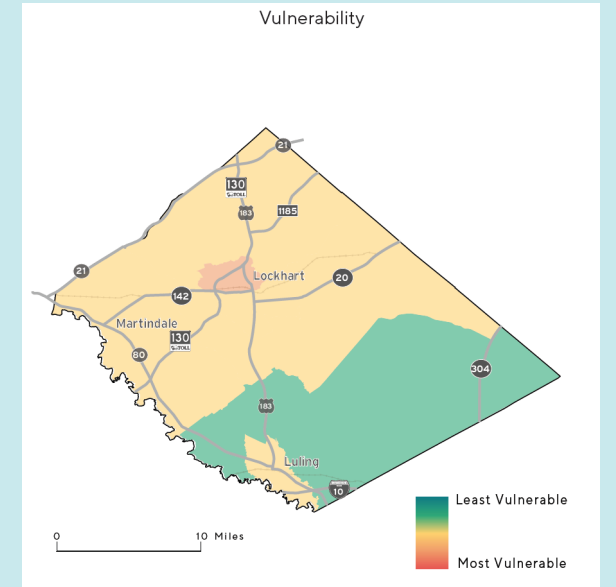 Vulnerability
21
130
TOLL
183
1185
21
Lockhart
20
142
Martindale
130
TOLL
80
304
183
Luling
10
Least Vulnerable
Most Vulnerable
0
10 Miles